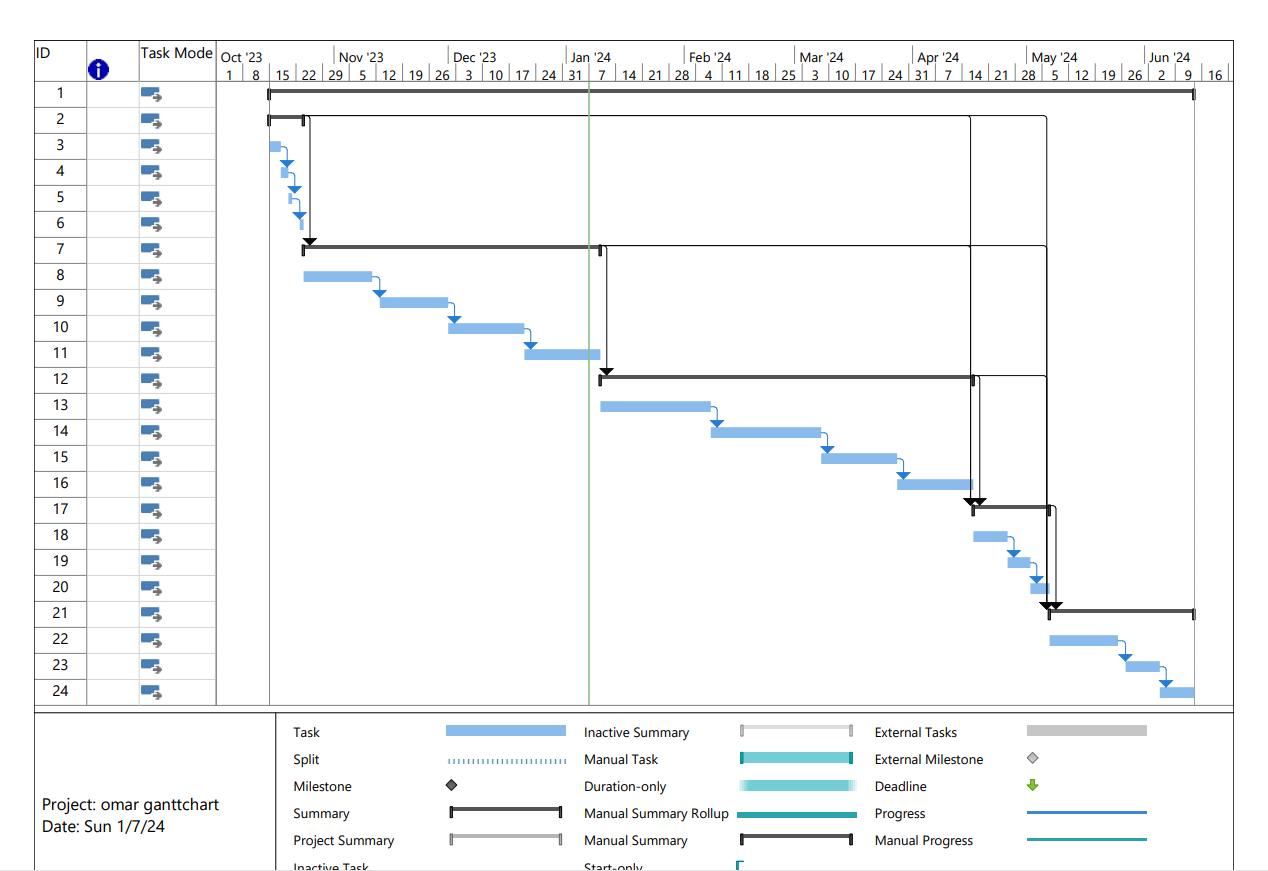 ID Task Mode Oct '23 Nov '23 Dec '23 Jan '24 Feb '24 Mar '24 Apr '24 May '24 Jun '24
1 8 15 22 29 5 12 19 26 3 10 17 24 31 7 14 21 28 4 11 18 25 3 10 17 24 31 7 14 21 28 5 12 19 26 2 9 16
1
2
3
4
5
6
7
8
9
10
11
12
13
14
15
16
17
18
19
20
21
22
23
24
Task Inactive Summary External Tasks
Split Manual Task External Milestone
Milestone Duration-only Deadline
Project: omar ganttchart
Date: Sun 1/7/24
Summary Manual Summary Rollup Progress
Project Summary Manual Summary Manual Progress
Inactive Task Start-only